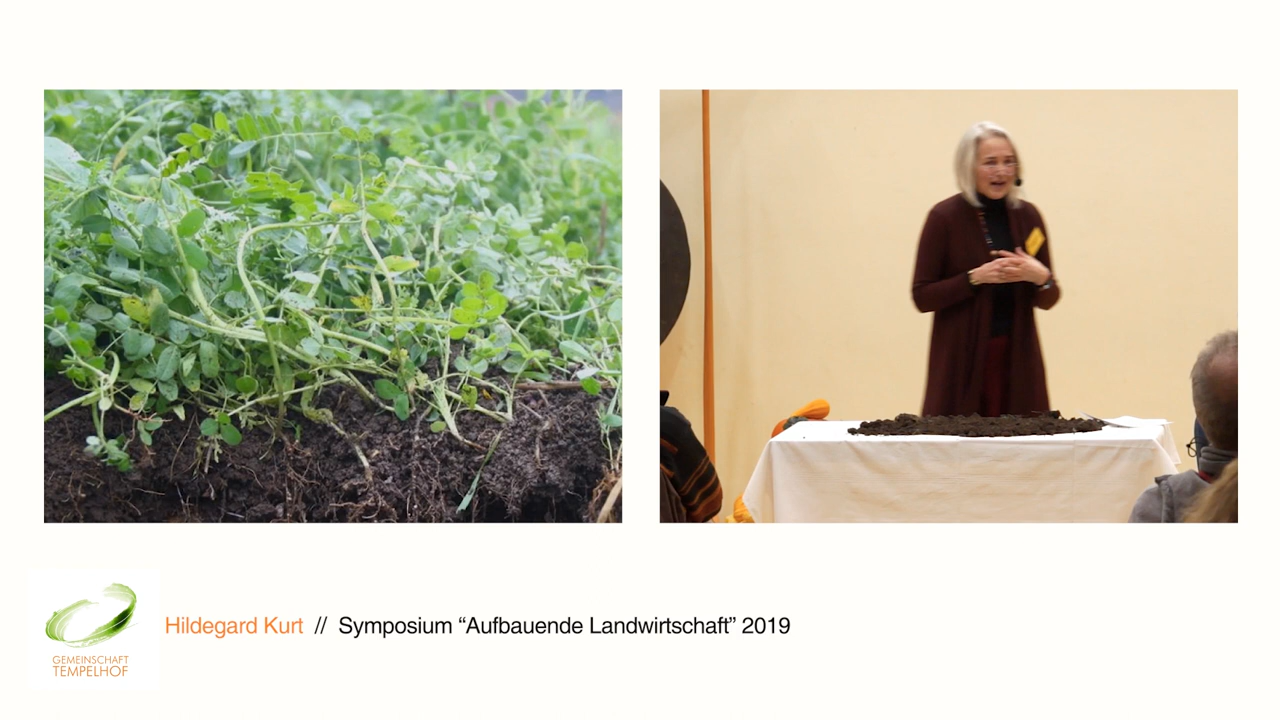 Hildegard Kurt // Symposium “Aufbauende Landwirtschaft” 2019
GEMEINSCHAFT
TEMPELHOF